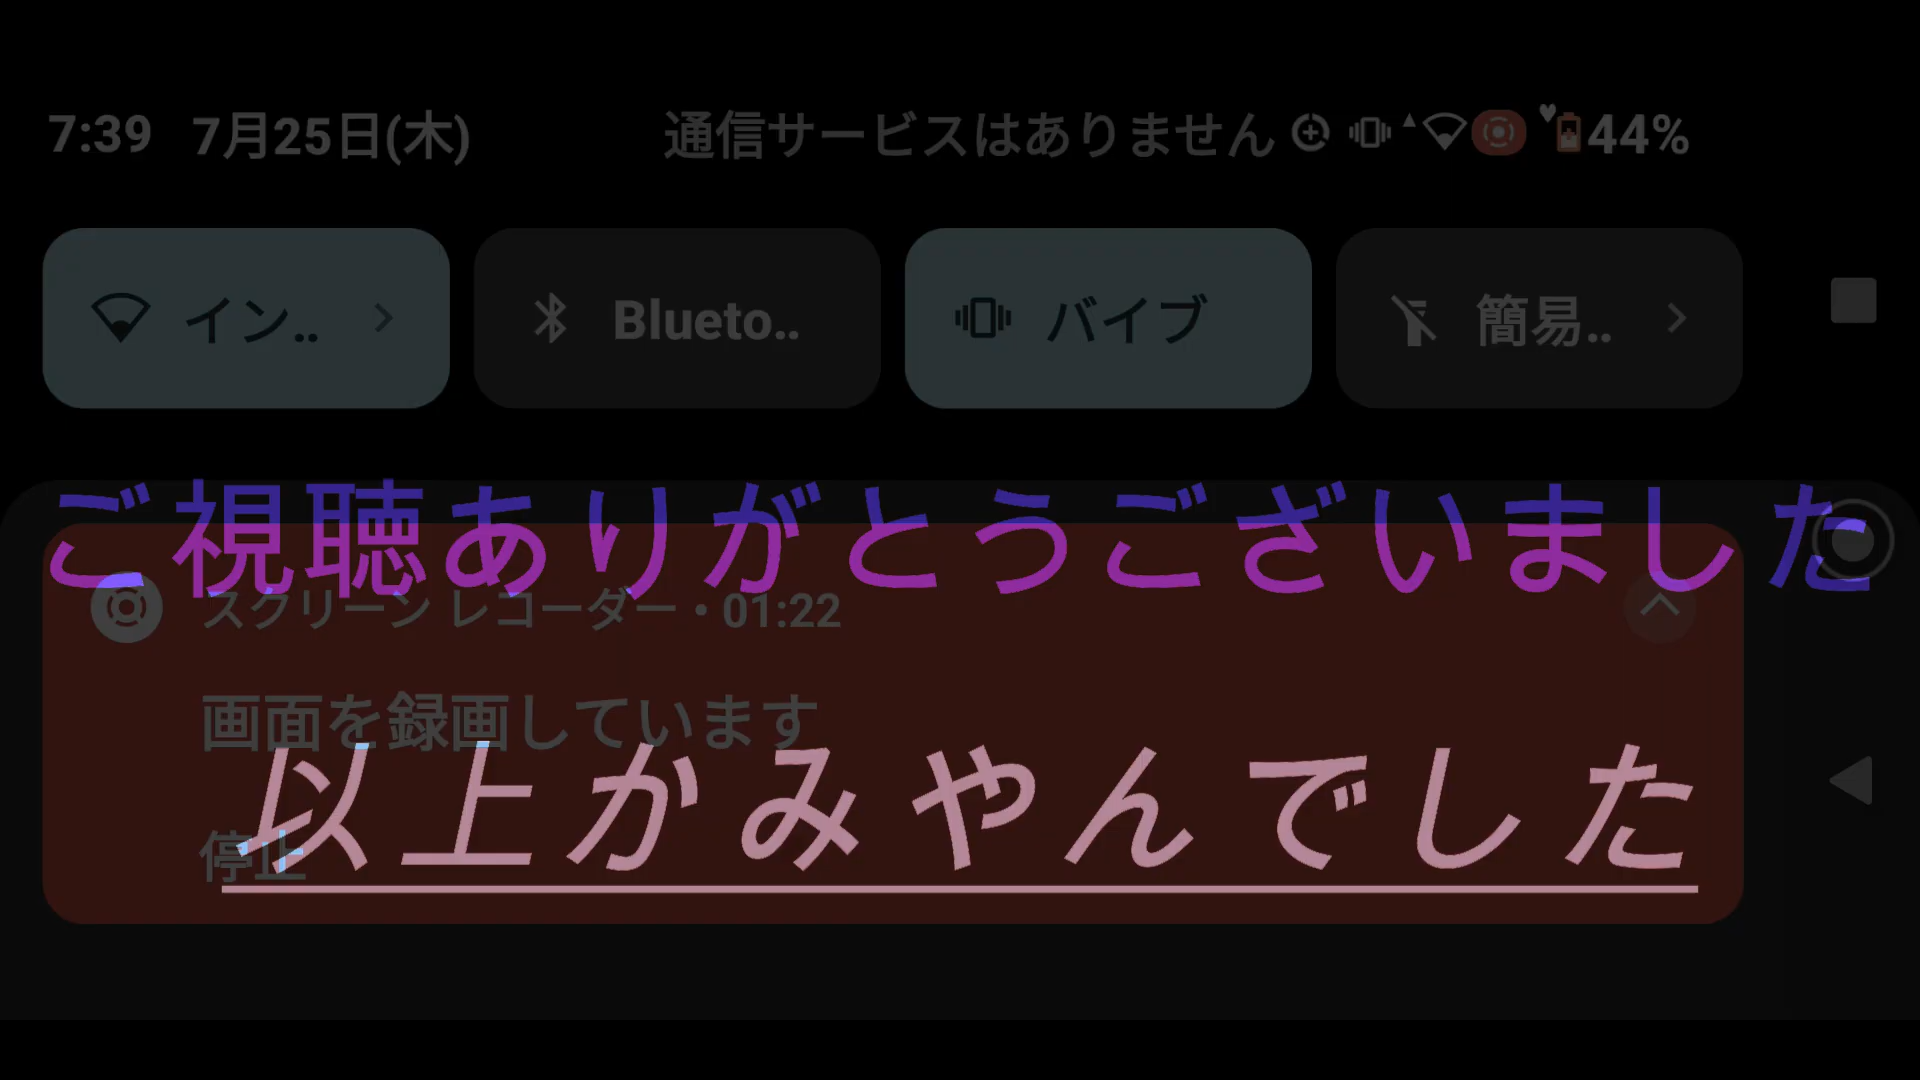 7:39 7月25日(木) 通信サービスはありません 44%
イン.. Blueto.. バイブ 簡易..
ご視聴ありがとうございました
スクリーン レコーダー • 01:22
画面を録画しています
以上かみやんでした
停止